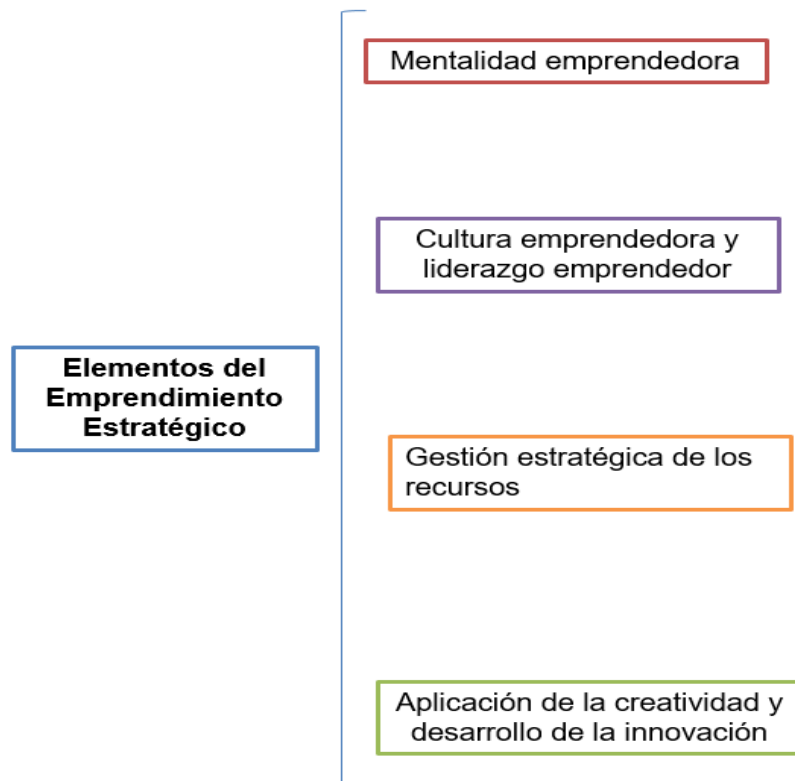 Mentalidad emprendedora
Cultura emprendedora y
liderazgo emprendedor
Elementos del
Emprendimiento
Estratégico
Gestión estratégica de los
recursos
Aplicación de la creatividad y
desarrollo de la innovación